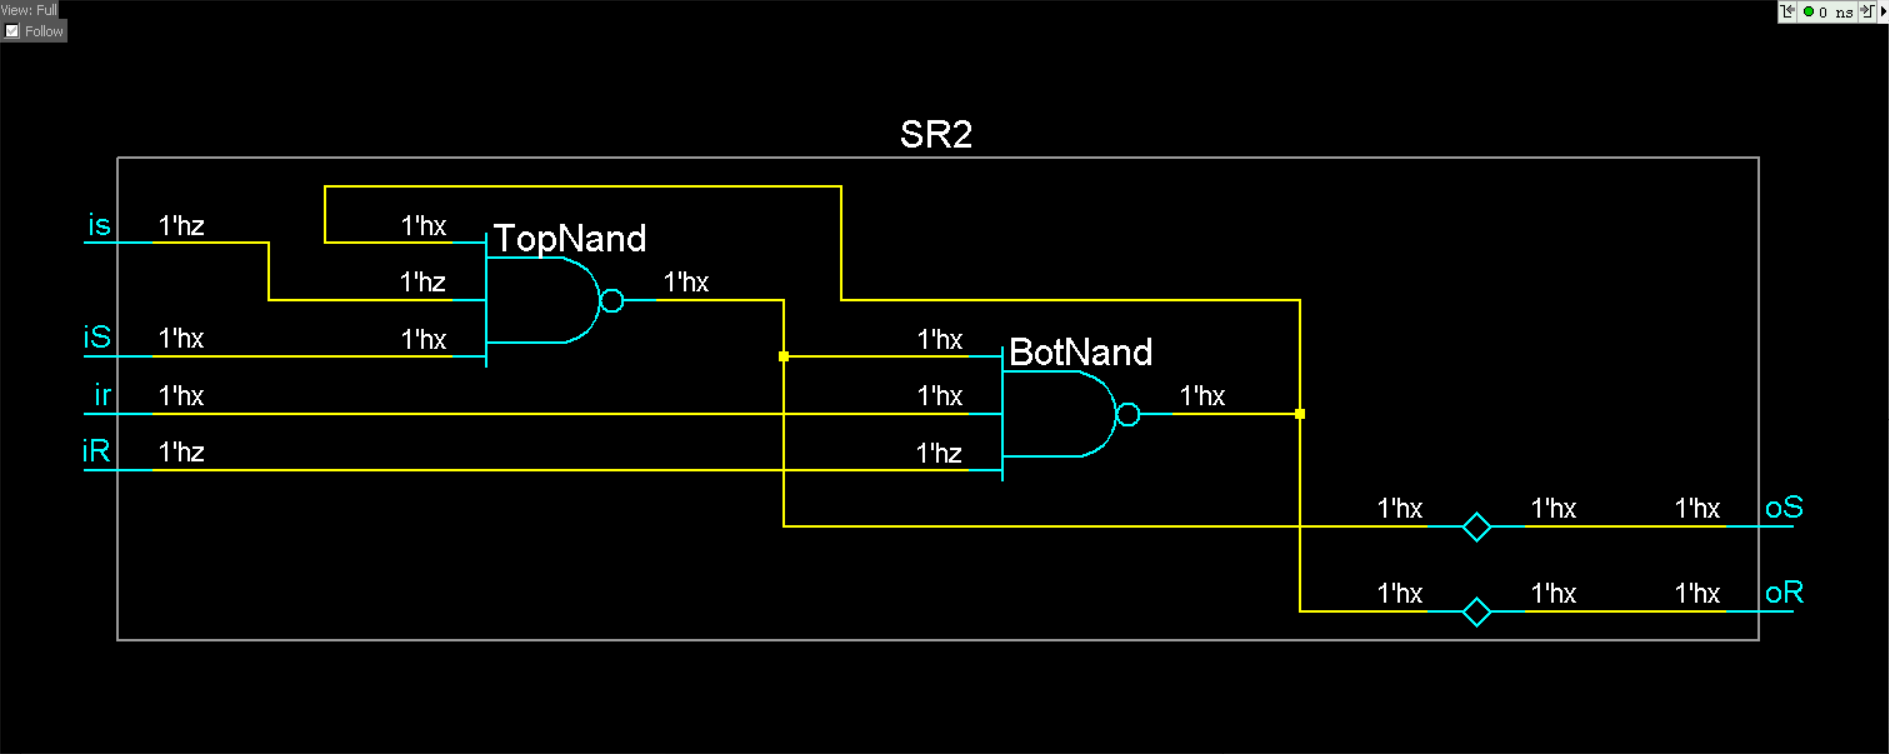 View: Full
Follow
0 ns
SR2
is 1'hz 1'hx TopNand
1'hz 1'hx
iS 1'hx 1'hx 1'hx BotNand
ir 1'hx 1'hx 1'hx
iR 1'hz 1'hz
1'hx 1'hx 1'hx oS
1'hx 1'hx 1'hx oR